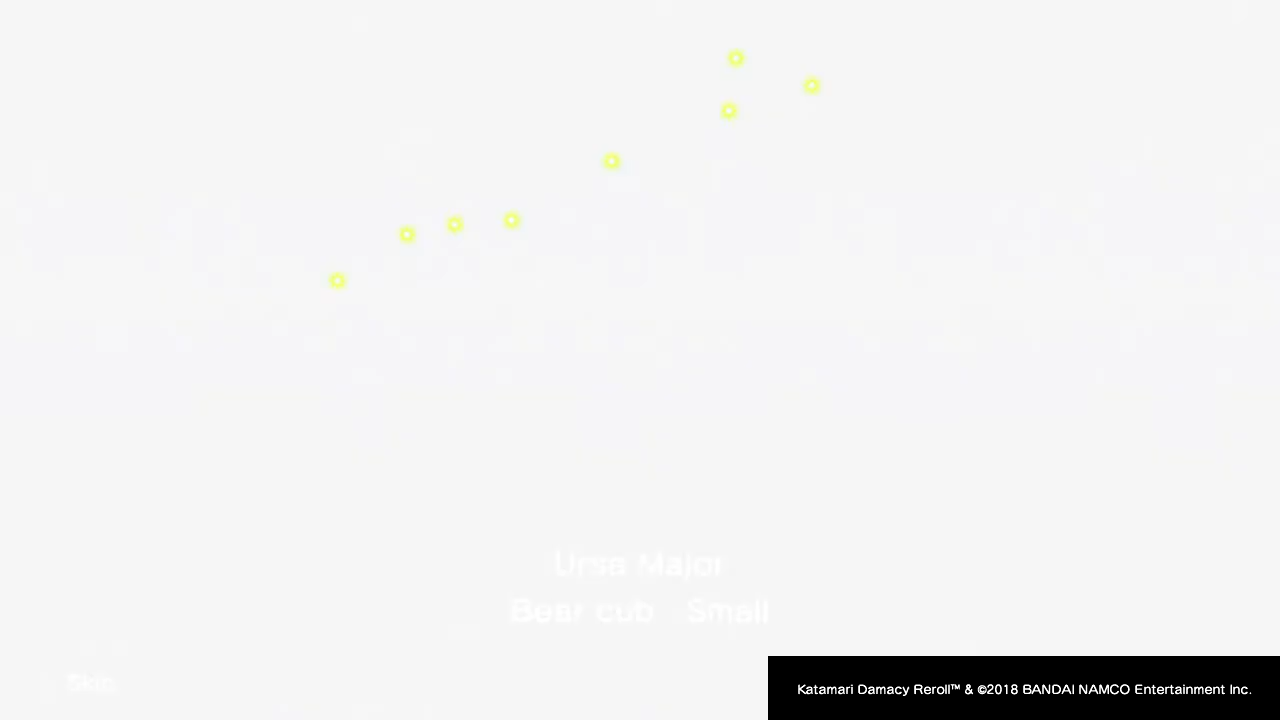 Ursa Major
Bear cub Small
Skip
Katamari Damacy Reroll™ & ©2018 BANDAI NAMCO Entertainment Inc.